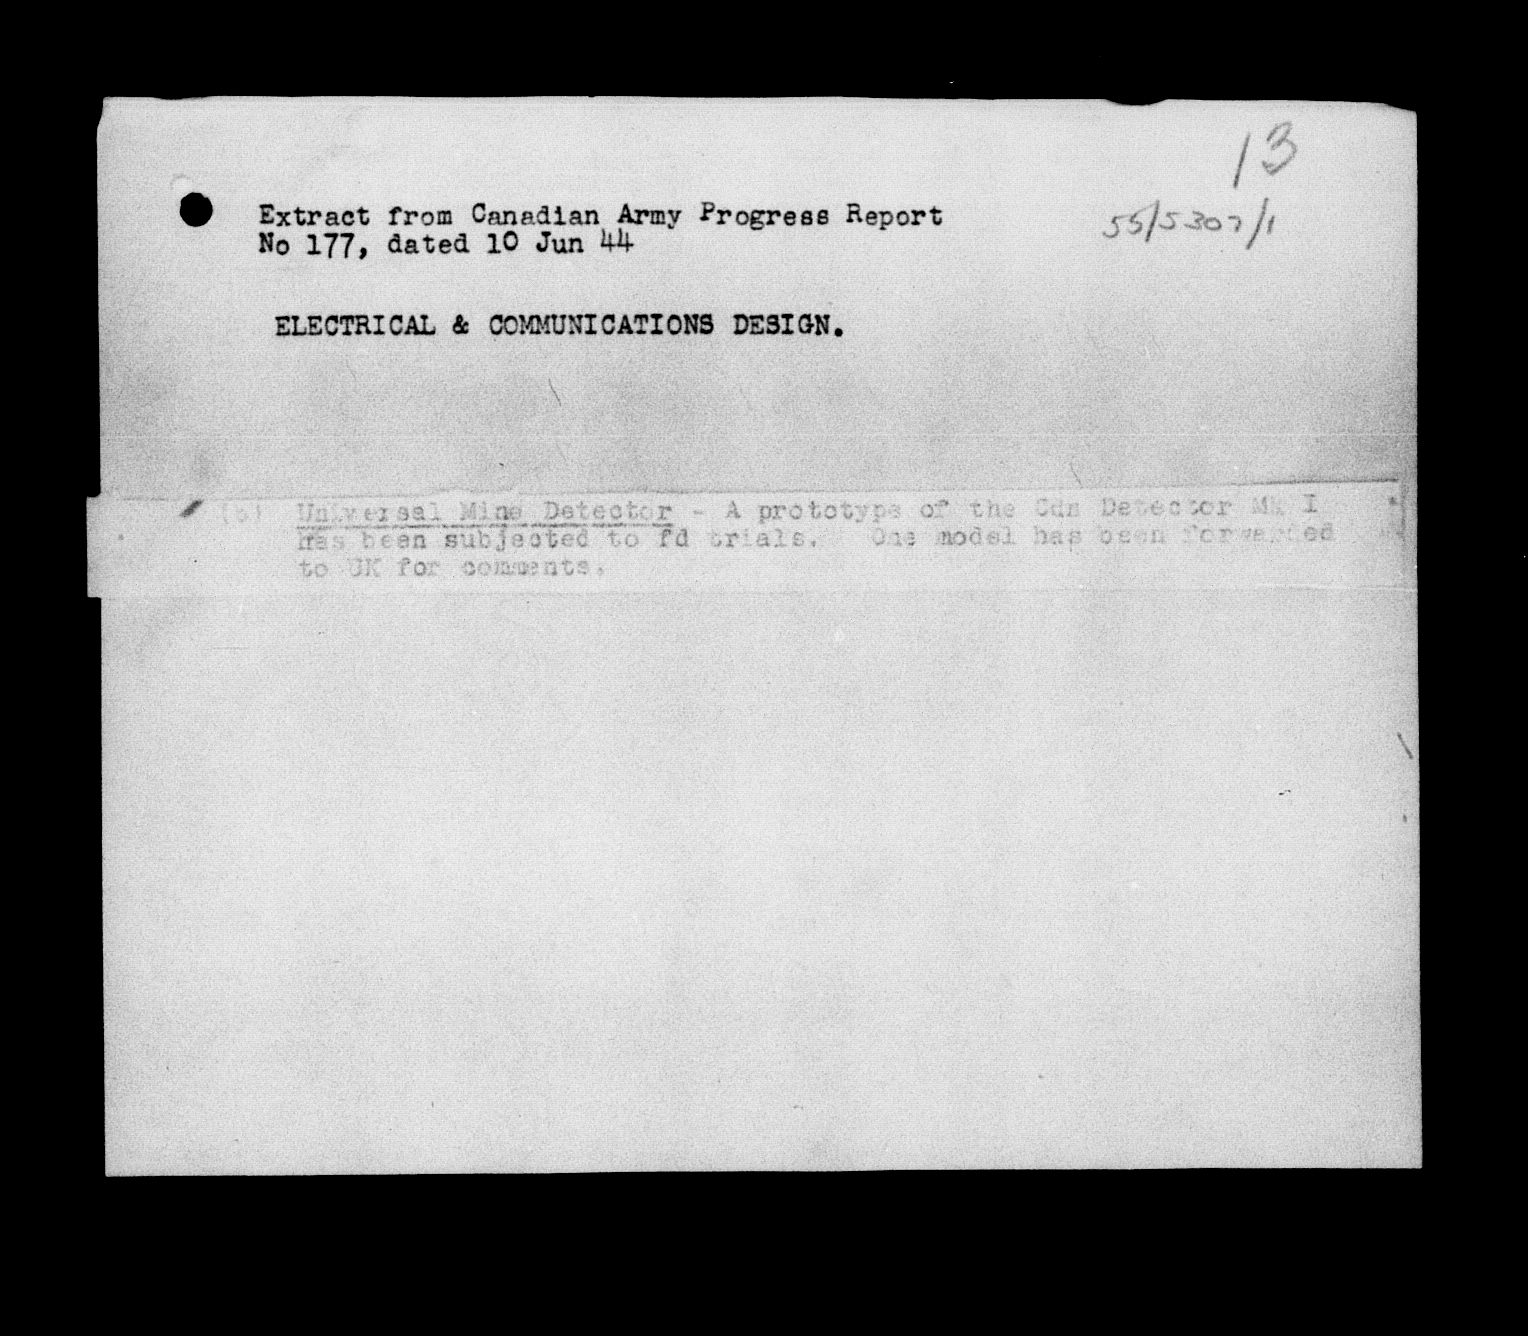 13
55/5307/1
Extract from Canadian Army Progress Report
No 177, dated 10 Jun 44
ELECTRICAL & COMMUNICATIONS DESIGN.
(b) Universal Mine Detector - A prototype of the Cdn Detector Mk I
has been subjected to fd trials. One model has been forwarded
to UK for comments.